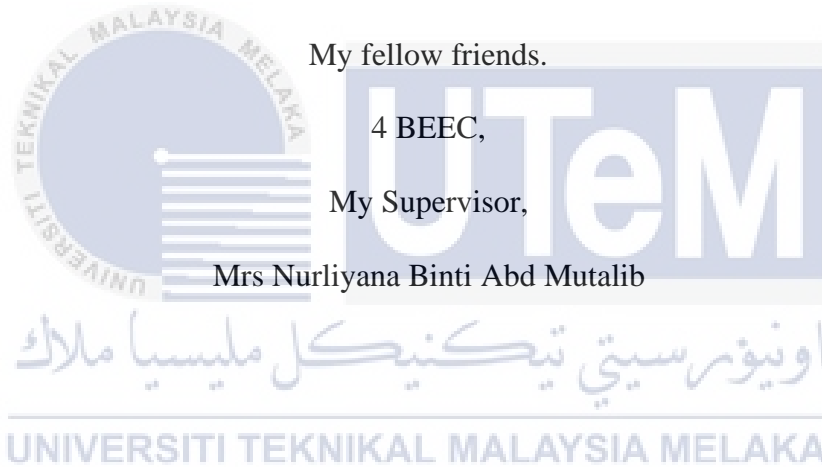 UNIVERSITI TEKNIKAL MALAYSIA MELAKA
UTeM
My fellow friends.
4 BEEC,
My Supervisor,
Mrs Nurliyana Binti Abd Mutalib
اونيۏرسيتي تيكنيكل مليسيا ملاك
UNIVERSITI TEKNIKAL MALAYSIA MELAKA